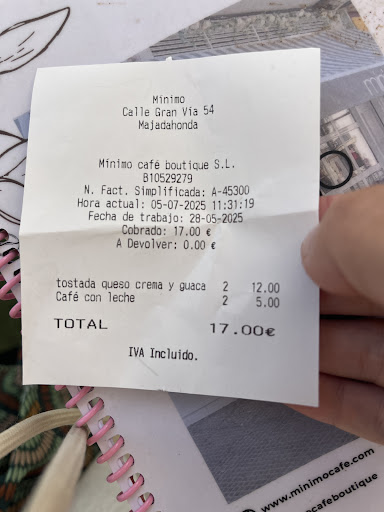 Minimo
Calle Gran Via 54
Majadahonda
Minimo café boutique S.L.
B10529279
N. Fact. Simplificada: A-45300
Hora actual: 05-07-2025 11:31:19
Fecha de trabajo: 28-05-2025
Cobrado: 17.00 €
A Devolver: 0.00 €
tostada queso crema y guaca 2 12.00
Café con leche 2 5.00
TOTAL 17.00€
IVA Incluido.
www.minimocafe.com
cafeboutique